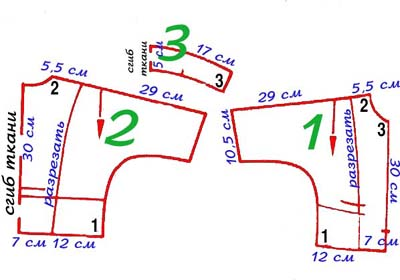 3
сгиб ткани
5 см
17 см
3
5,5 см
2
29 см
2
сгиб ткани
30 см
разрезать
1
7 см
12 см
5,5 см
29 см
1
2
3
10,5 см
разрезать
30 см
1
7 см
12 см